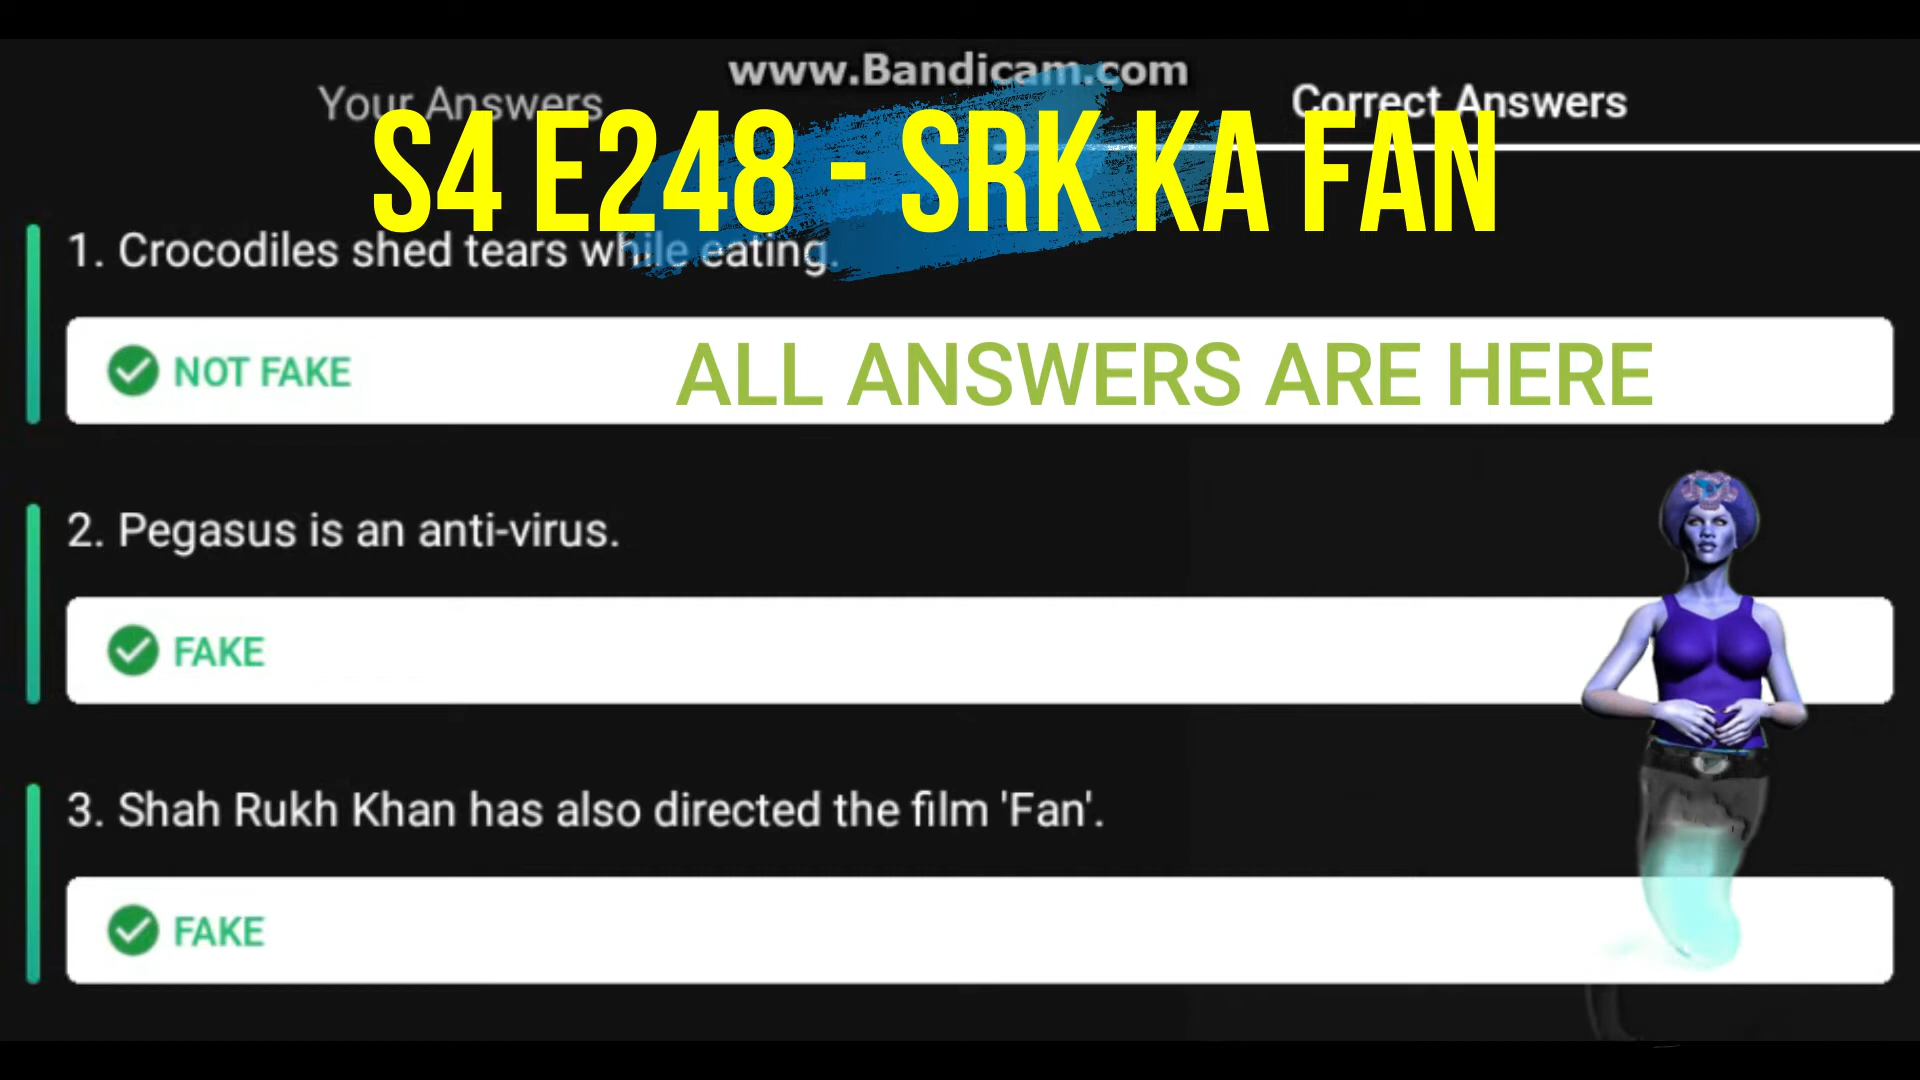 www.Bandicam.com
Your Answers
Correct Answers
S4 E248 - SRK KA FAN
1. Crocodiles shed tears while eating.
NOT FAKE
ALL ANSWERS ARE HERE
2. Pegasus is an anti-virus.
FAKE
3. Shah Rukh Khan has also directed the film 'Fan'.
FAKE